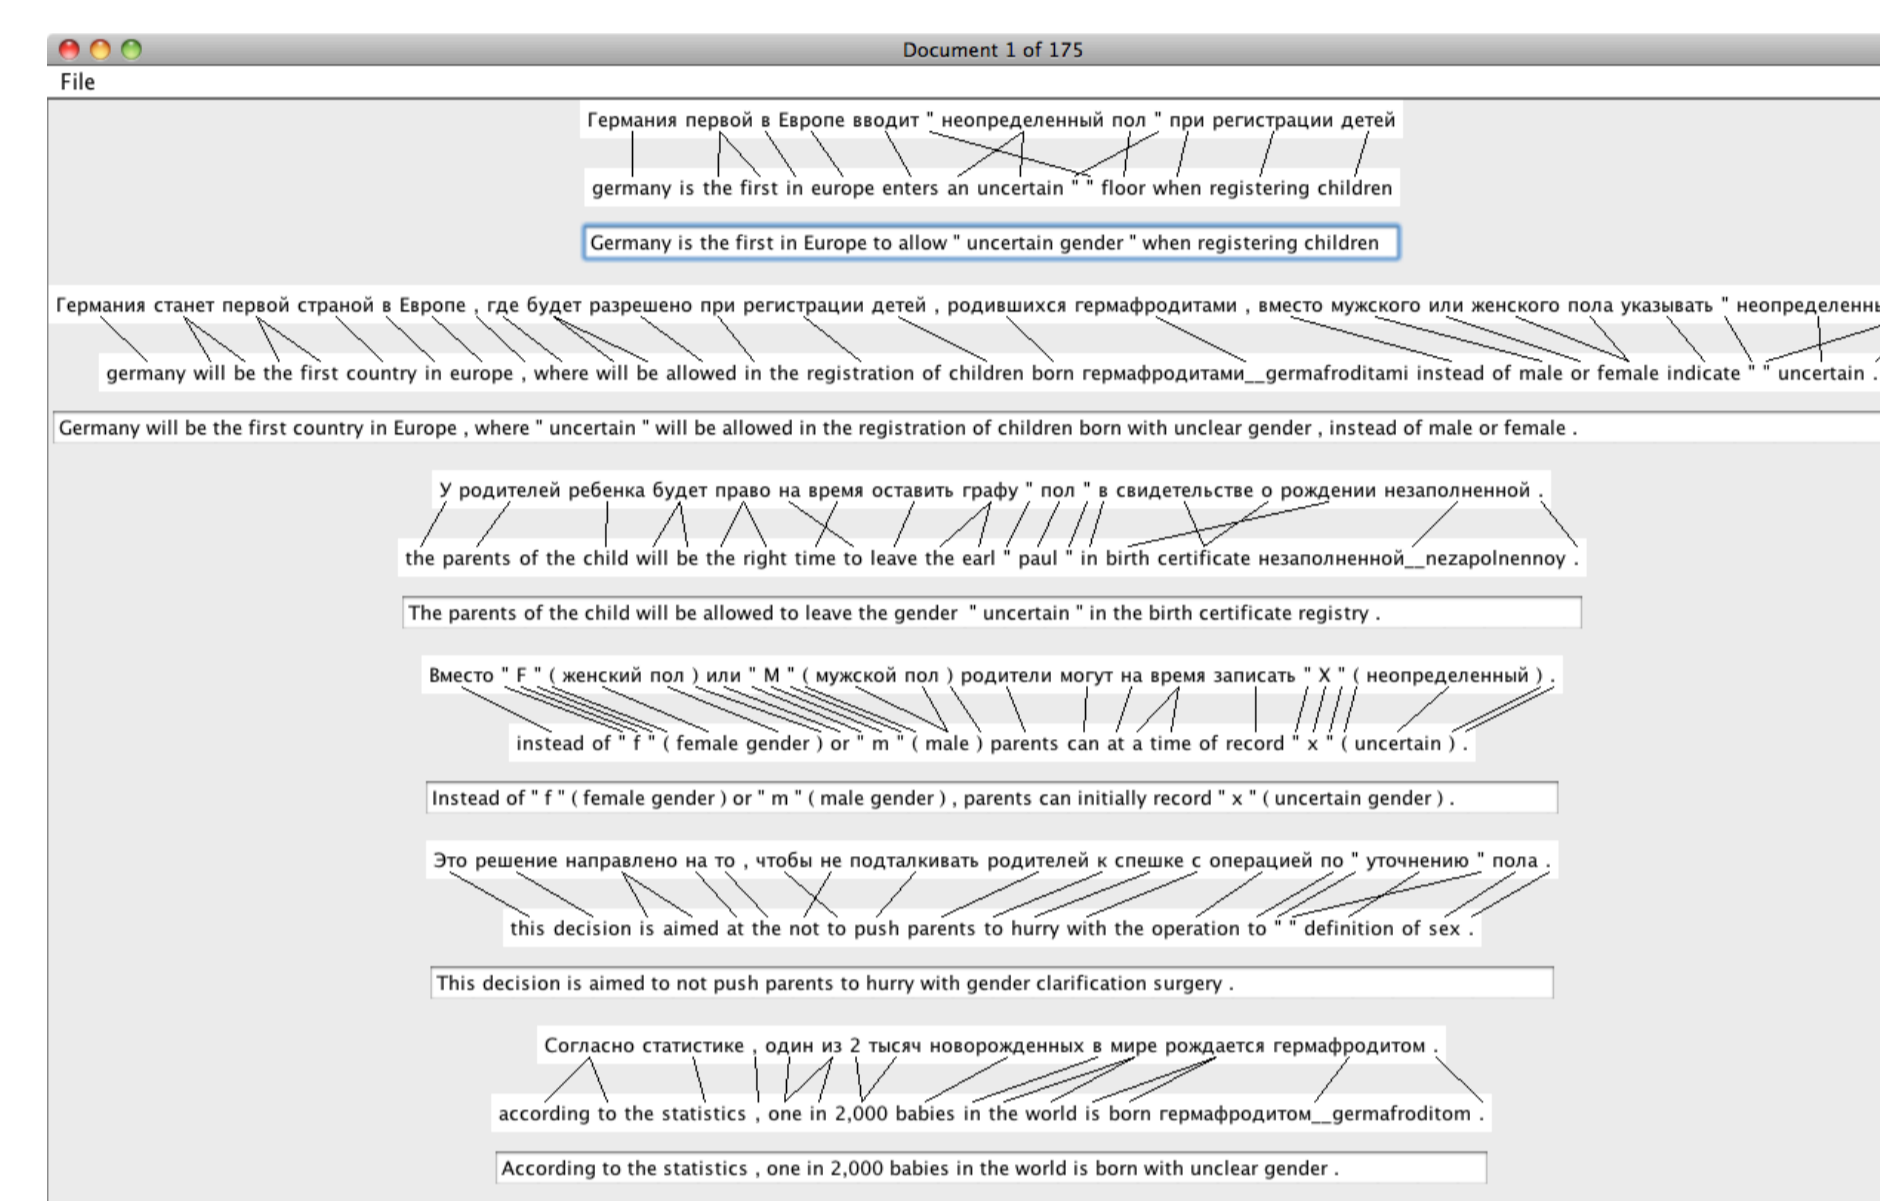 Document 1 of 175
File
Германия первой в Европе вводит " неопределенный пол " при регистрации детей
germany is the first in europe enters an uncertain " " floor when registering children
Germany is the first in Europe to allow " uncertain gender " when registering children
Германия станет первой страной в Европе , где будет разрешено при регистрации детей , родившихся гермафродитами , вместо мужского или женского пола указывать "
germany will be the first country in europe , where will be allowed in the registration of children born гермафродитами__germafroditami instead of male or female indicate " " uncertain .
Germany will be the first country in Europe , where " uncertain " will be allowed in the registration of children born with unclear gender , instead of male or female .
У родителей ребенка будет право на время оставить графу " пол " в свидетельстве о рождении незаполненной .
the parents of the child will be the right time to leave the earl " paul " in birth certificate незаполненной__nezapolnennoy .
The parents of the child will be allowed to leave the gender " uncertain " in the birth certificate registry .
Вместо " F " ( женский пол ) или " M " ( мужской пол ) родители могут на время записать " X " ( неопределенный ) .
instead of " f " ( female gender ) or " m " ( male ) parents can at a time of record " x " ( uncertain ) .
Instead of " f " ( female gender ) or " m " ( male gender ) , parents can initially record " x " ( uncertain gender ) .
Это решение направлено на то , чтобы не подталкивать родителей к спешке с операцией по " уточнению " пола .
this decision is aimed at the not to push parents to hurry with the operation to " " definition of sex .
This decision is aimed to not push parents to hurry with gender clarification surgery .
Согласно статистике , один из 2 тысяч новорожденных в мире рождается гермафродитом .
according to the statistics , one in 2,000 babies in the world is born гермафродитом__germafroditom .
According to the statistics , one in 2,000 babies in the world is born with unclear gender .